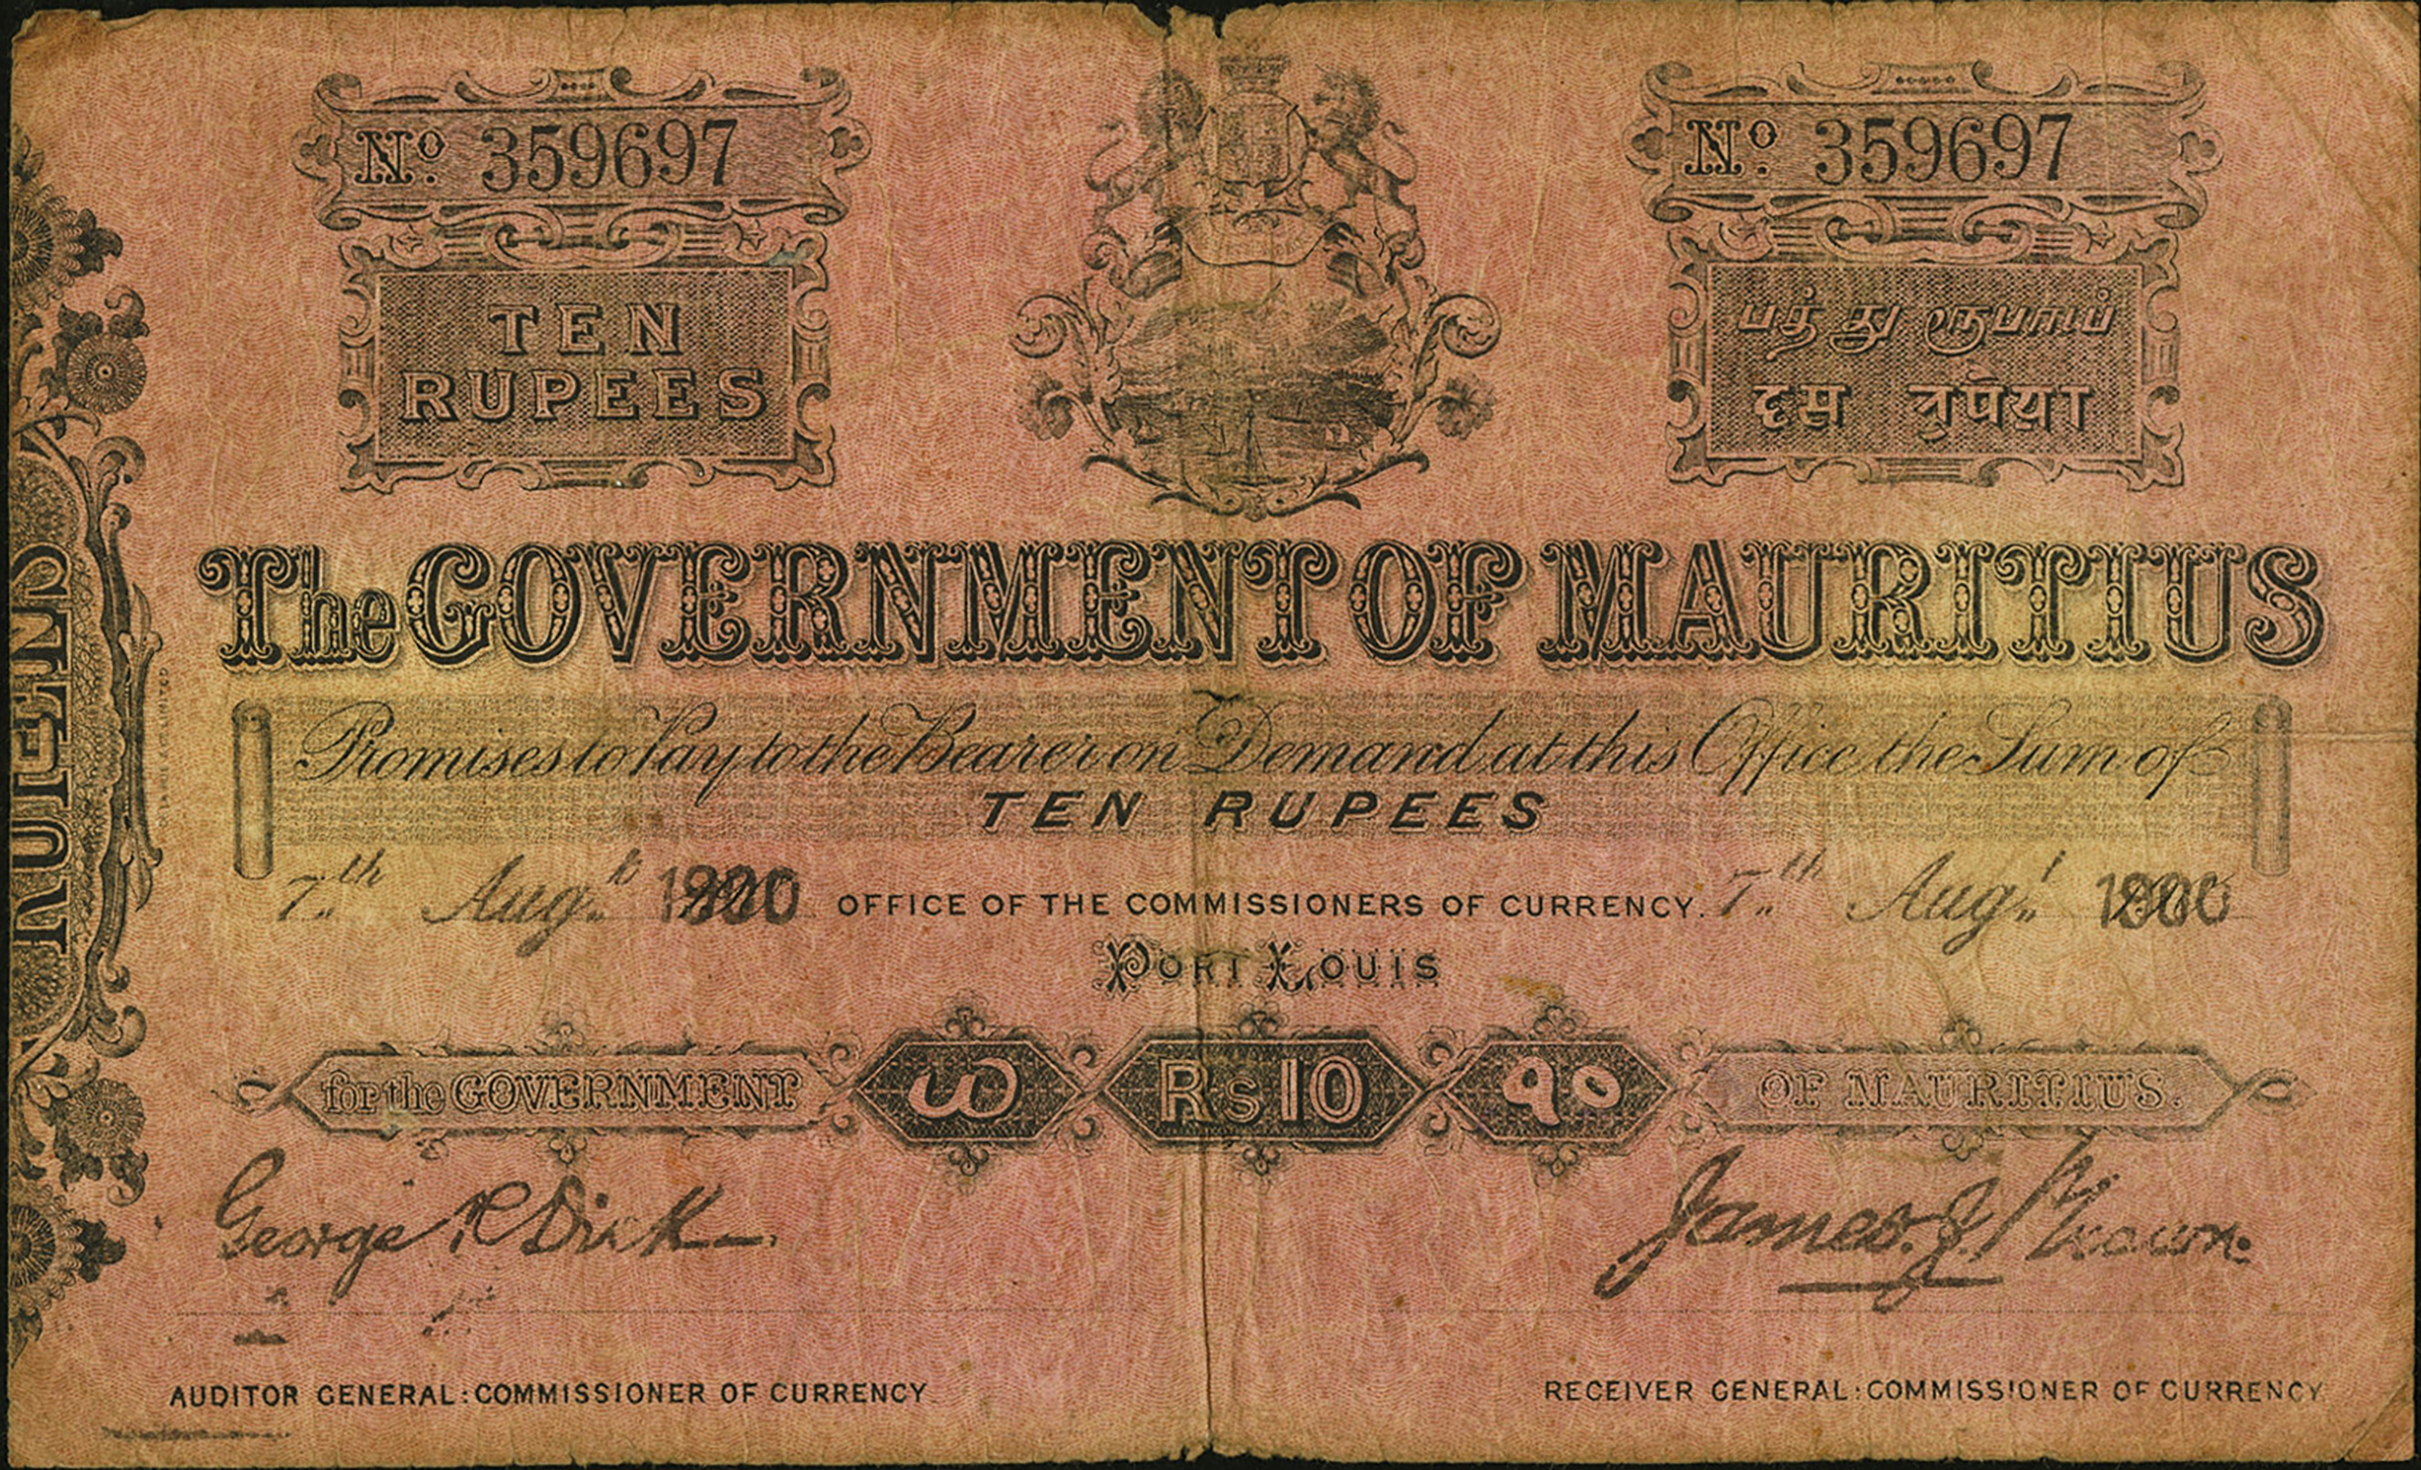 No. 359697
No. 359697
TEN
RUPEES
பத்து ரூபாய்
दस रुपैया
RUPEES
The GOVERNMENT OF MAURITIUS
Promises to Pay to the Bearer on Demand at this Office the Sum of
TEN RUPEES
7th Augt OFFICE OF THE COMMISSIONERS OF CURRENCY. 7th Augt
PORT LOUIS
for the GOVERNMENT ௰ Rs 10 १० OF MAURITIUS.
George R Dick James J Brown
AUDITOR GENERAL: COMMISSIONER OF CURRENCY
RECEIVER GENERAL: COMMISSIONER OF CURRENCY